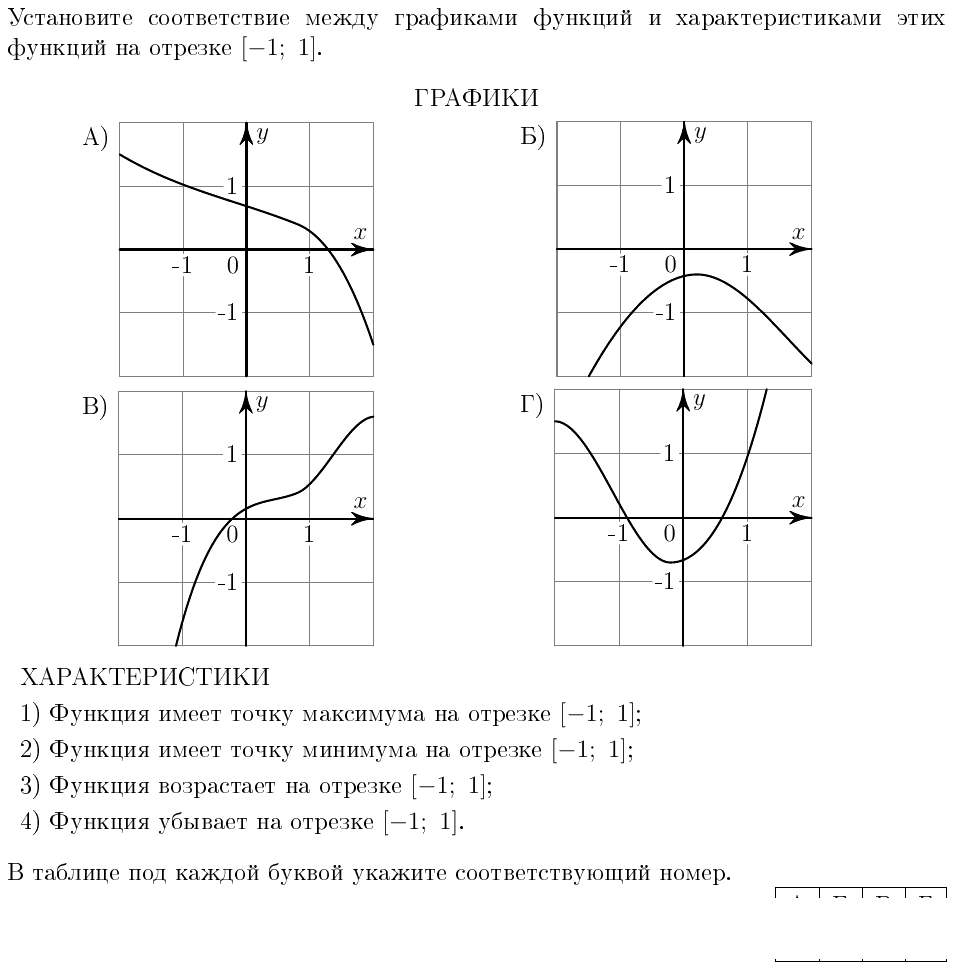 Установите соответствие между графиками функций и характеристиками этих
функций на отрезке [−1; 1].
ГРАФИКИ
А)
y
1
x
-1
0
1
-1
Б)
y
1
x
-1
0
1
-1
В)
y
1
x
-1
0
1
-1
Г)
y
1
x
-1
0
1
-1
ХАРАКТЕРИСТИКИ
1) Функция имеет точку максимума на отрезке [−1; 1];
2) Функция имеет точку минимума на отрезке [−1; 1];
3) Функция возрастает на отрезке [−1; 1];
4) Функция убывает на отрезке [−1; 1].
В таблице под каждой буквой укажите соответствующий номер.